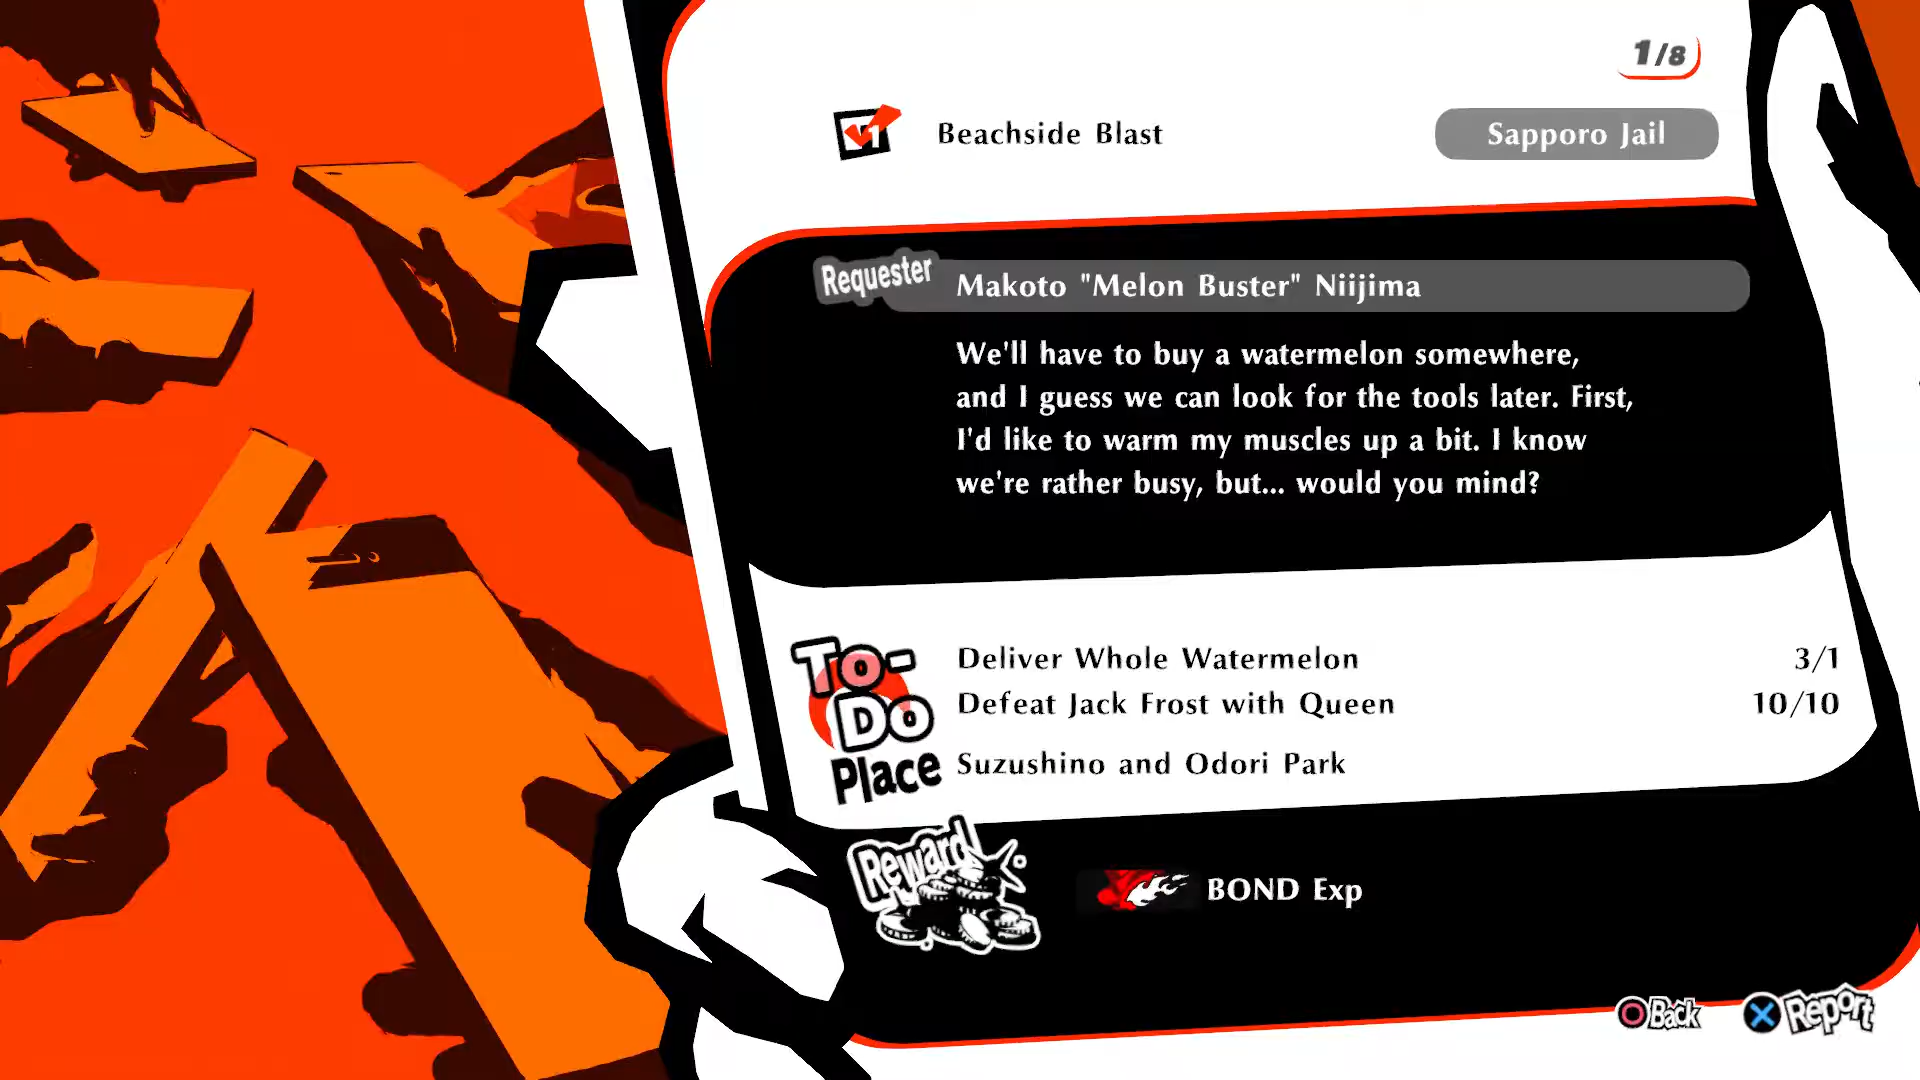 1/8
Beachside Blast
Sapporo Jail
Requester
Makoto "Melon Buster" Niijima
We'll have to buy a watermelon somewhere,
and I guess we can look for the tools later. First,
I'd like to warm my muscles up a bit. I know
we're rather busy, but... would you mind?
To-Do
Deliver Whole Watermelon 3/1
Defeat Jack Frost with Queen 10/10
Place
Suzushino and Odori Park
Reward
BOND Exp
Back
Report